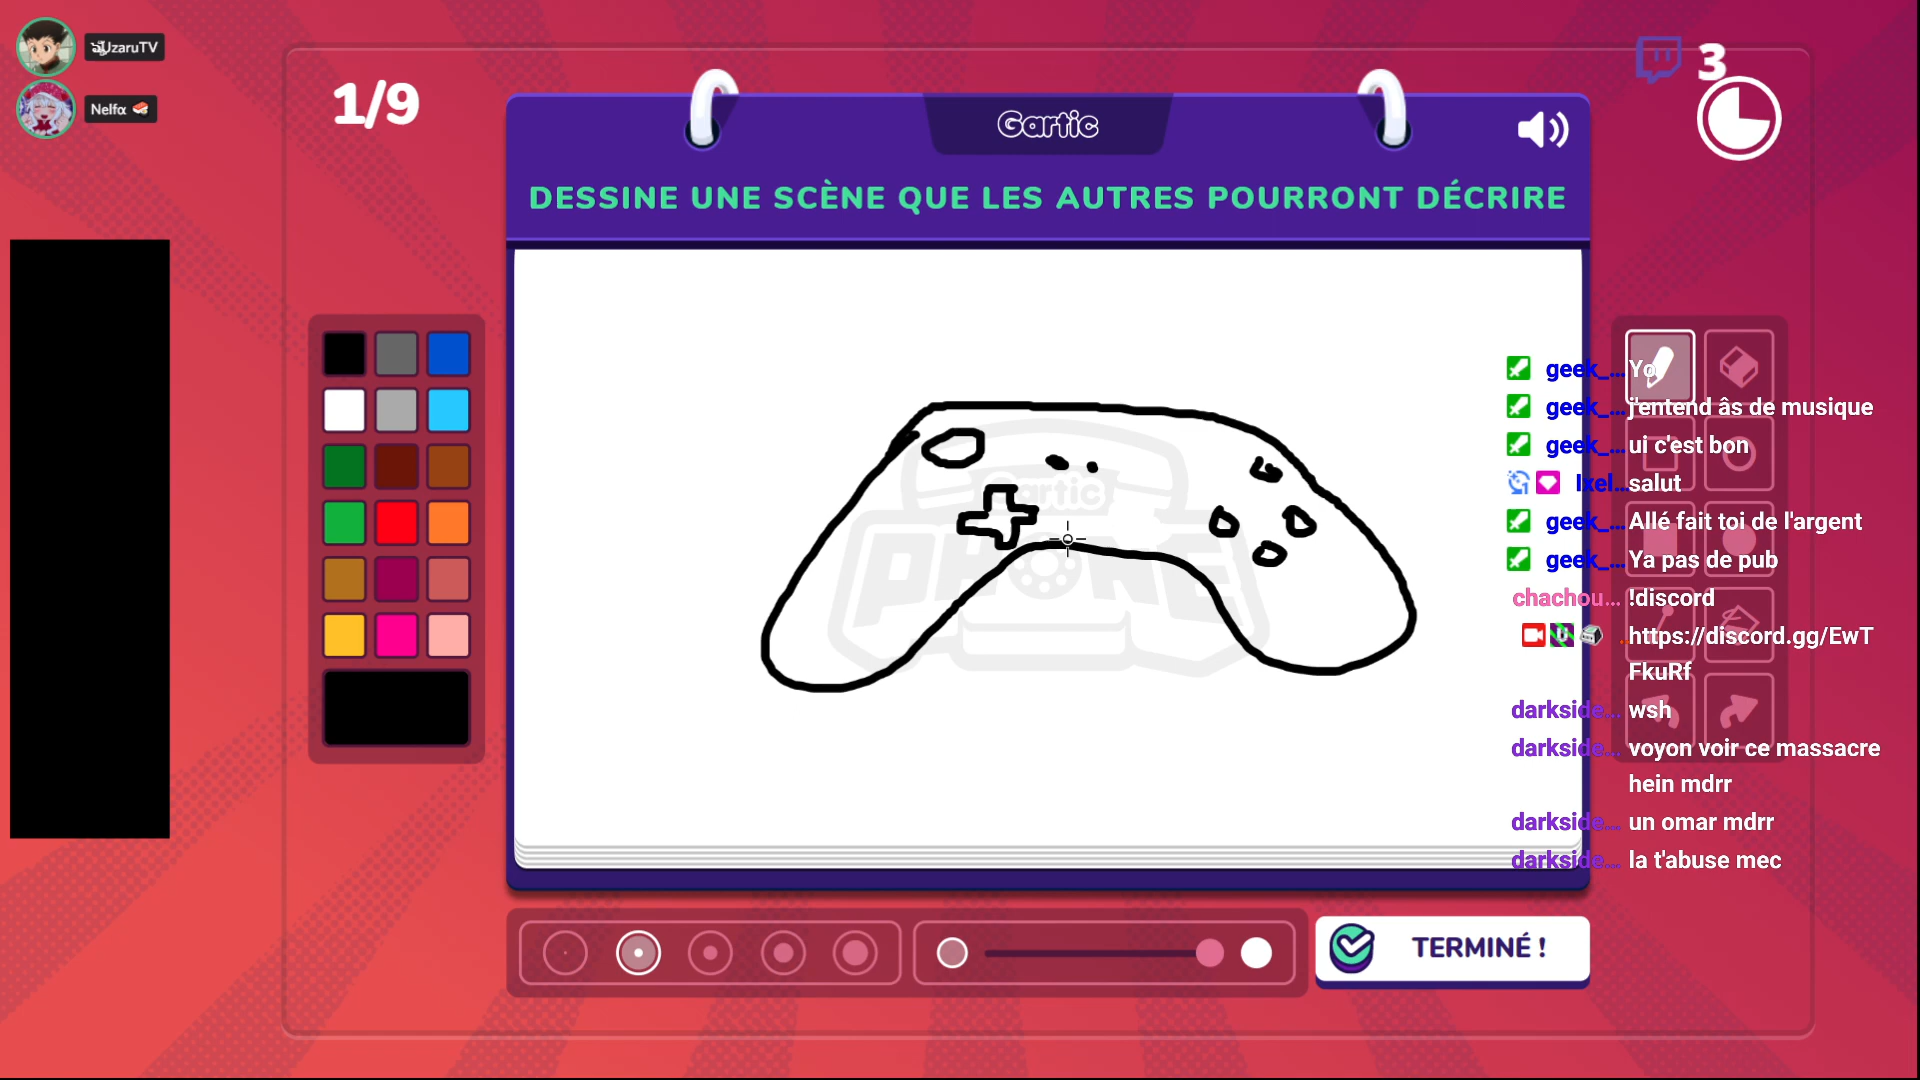 UzaruTV
Nelfα
1/9
3
Gartic
DESSINE UNE SCÈNE QUE LES AUTRES POURRONT DÉCRIRE
Gartic
PHONE
geek_... Yo
geek_... j'entend âs de musique
geek_... ui c'est bon
Ixel... salut
geek_... Allé fait toi de l'argent
geek_... Ya pas de pub
chachou... !discord
https://discord.gg/EwT
FkuRf
darkside... wsh
darkside... voyon voir ce massacre
hein mdrr
darkside... un omar mdrr
darkside... la t'abuse mec
TERMINÉ !